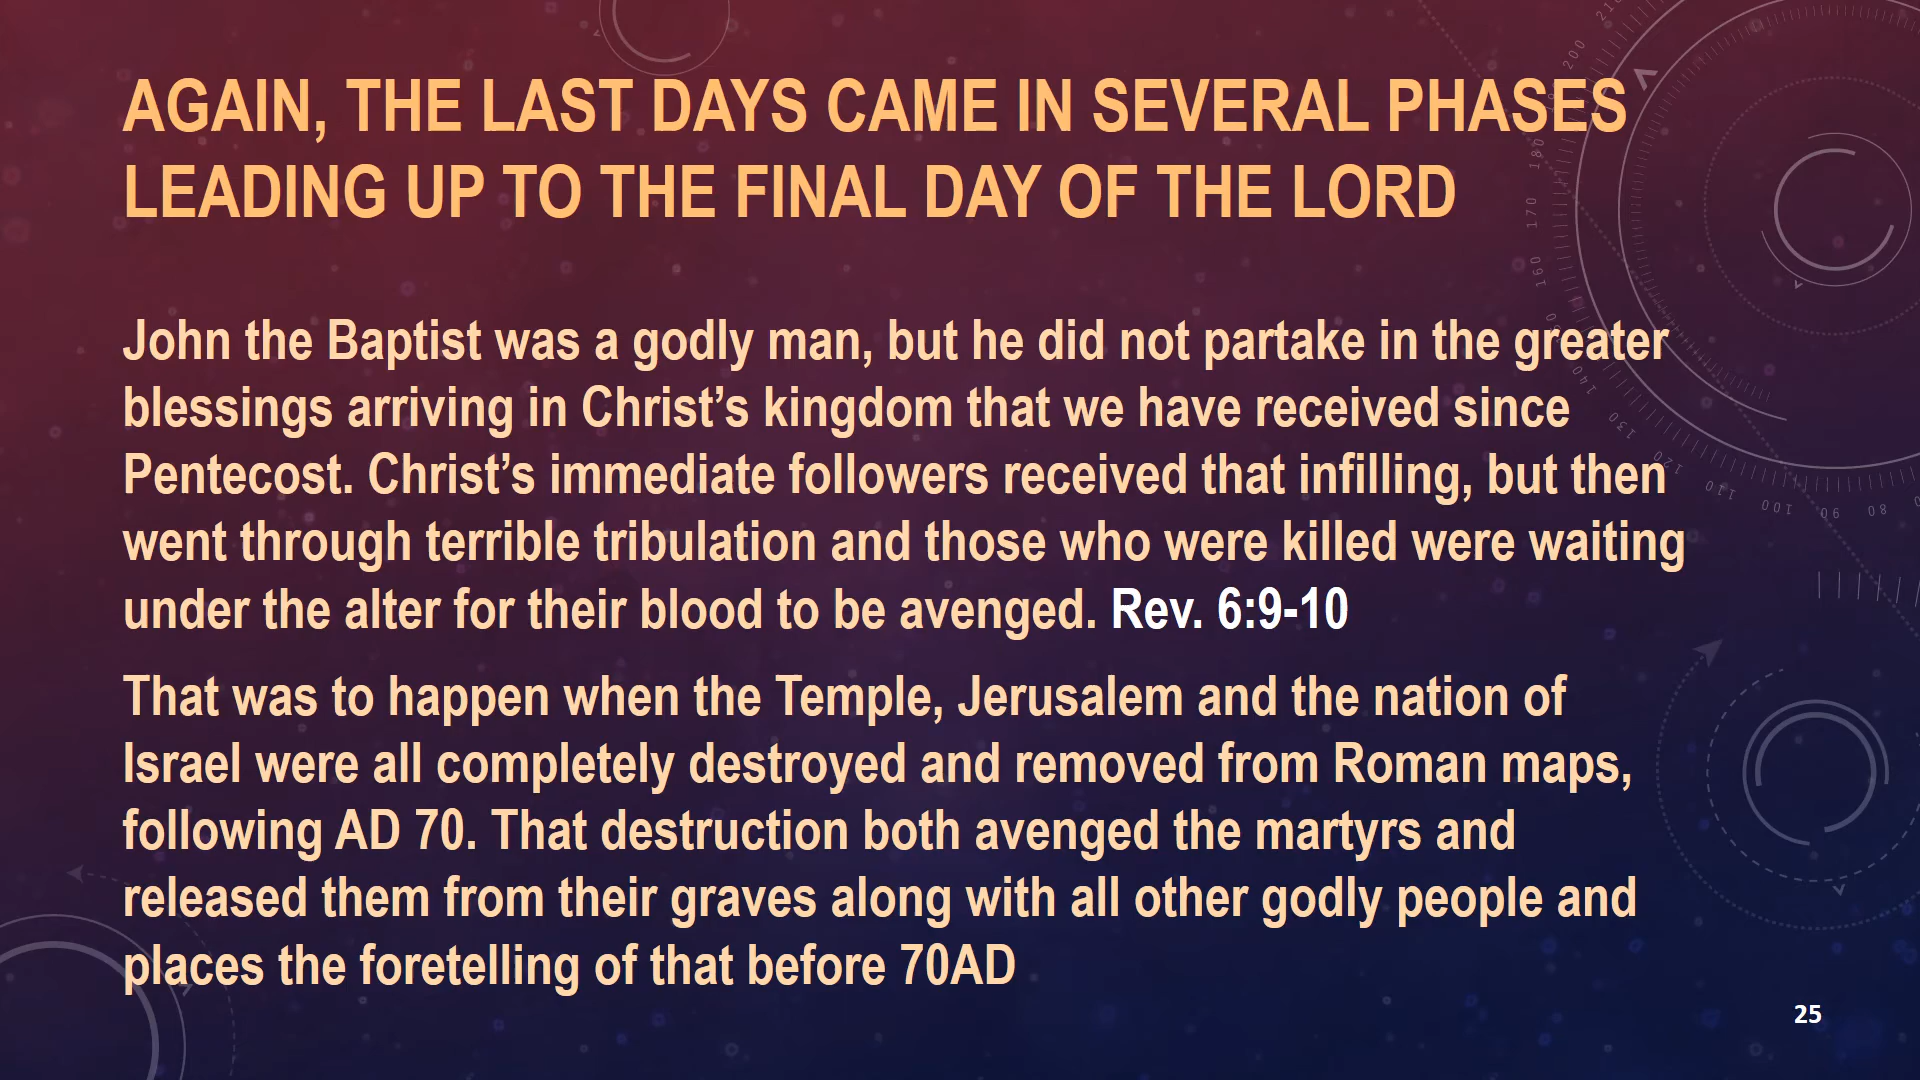 AGAIN, THE LAST DAYS CAME IN SEVERAL PHASES
LEADING UP TO THE FINAL DAY OF THE LORD
John the Baptist was a godly man, but he did not partake in the greater
blessings arriving in Christ’s kingdom that we have received since
Pentecost. Christ’s immediate followers received that infilling, but then
went through terrible tribulation and those who were killed were waiting
under the alter for their blood to be avenged. Rev. 6:9-10
That was to happen when the Temple, Jerusalem and the nation of
Israel were all completely destroyed and removed from Roman maps,
following AD 70. That destruction both avenged the martyrs and
released them from their graves along with all other godly people and
places the foretelling of that before 70AD
25